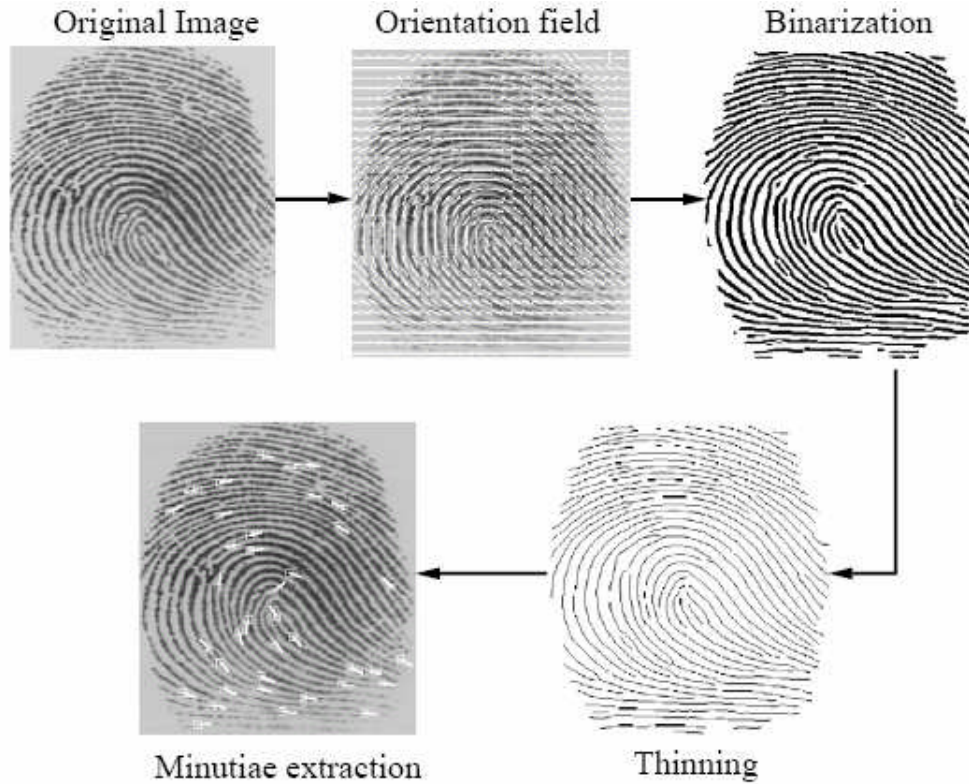 Original Image
Orientation field
Binarization
Minutiae extraction
Thinning